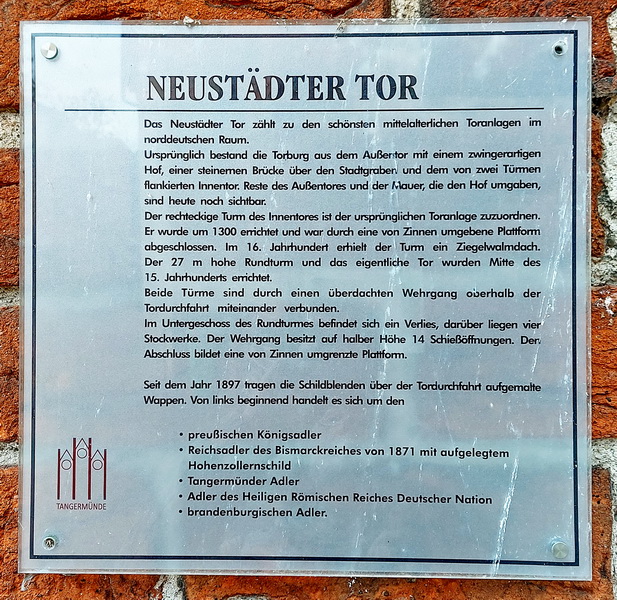 NEUSTÄDTER TOR
Das Neustädter Tor zählt zu den schönsten mittelalterlichen Toranlagen im
norddeutschen Raum.
Ursprünglich bestand die Torburg aus dem Außentor mit einem zwingerartigen
Hof, einer steinernen Brücke über den Stadtgraben und dem von zwei Türmen
flankierten Innentor. Reste des Außentores und der Mauer, die den Hof umgaben,
sind heute noch sichtbar.
Der rechteckige Turm des Innentores ist der ursprünglichen Toranlage zuzuordnen.
Er wurde um 1300 errichtet und war durch eine von Zinnen umgebene Plattform
abgeschlossen. Im 16. Jahrhundert erhielt der Turm ein Ziegelwalmdach.
Der 27 m hohe Rundturm und das eigentliche Tor wurden Mitte des
15. Jahrhunderts errichtet.
Beide Türme sind durch einen überdachten Wehrgang oberhalb der
Tordurchfahrt miteinander verbunden.
Im Untergeschoss des Rundturmes befindet sich ein Verlies, darüber liegen vier
Stockwerke. Der Wehrgang besitzt auf halber Höhe 14 Schießöffnungen. Den
Abschluss bildet eine von Zinnen umgrenzte Plattform.
Seit dem Jahr 1897 tragen die Schildblenden über der Tordurchfahrt aufgemalte
Wappen. Von links beginnend handelt es sich um den
• preußischen Königsadler
• Reichsadler des Bismarckreiches von 1871 mit aufgelegtem
Hohenzollernschild
• Tangermünder Adler
• Adler des Heiligen Römischen Reiches Deutscher Nation
• brandenburgischen Adler.
TANGERMÜNDE